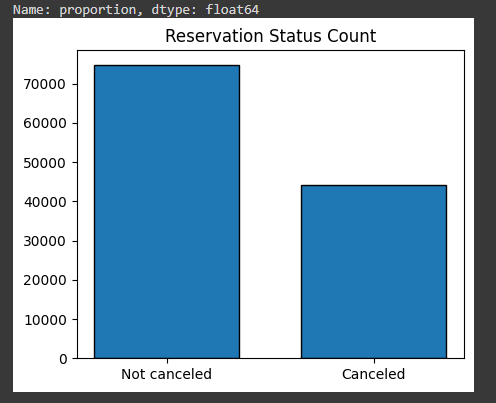 Name: proportion, dtype: float64
Reservation Status Count
70000
60000
50000
40000
30000
20000
10000
0
Not canceled
Canceled